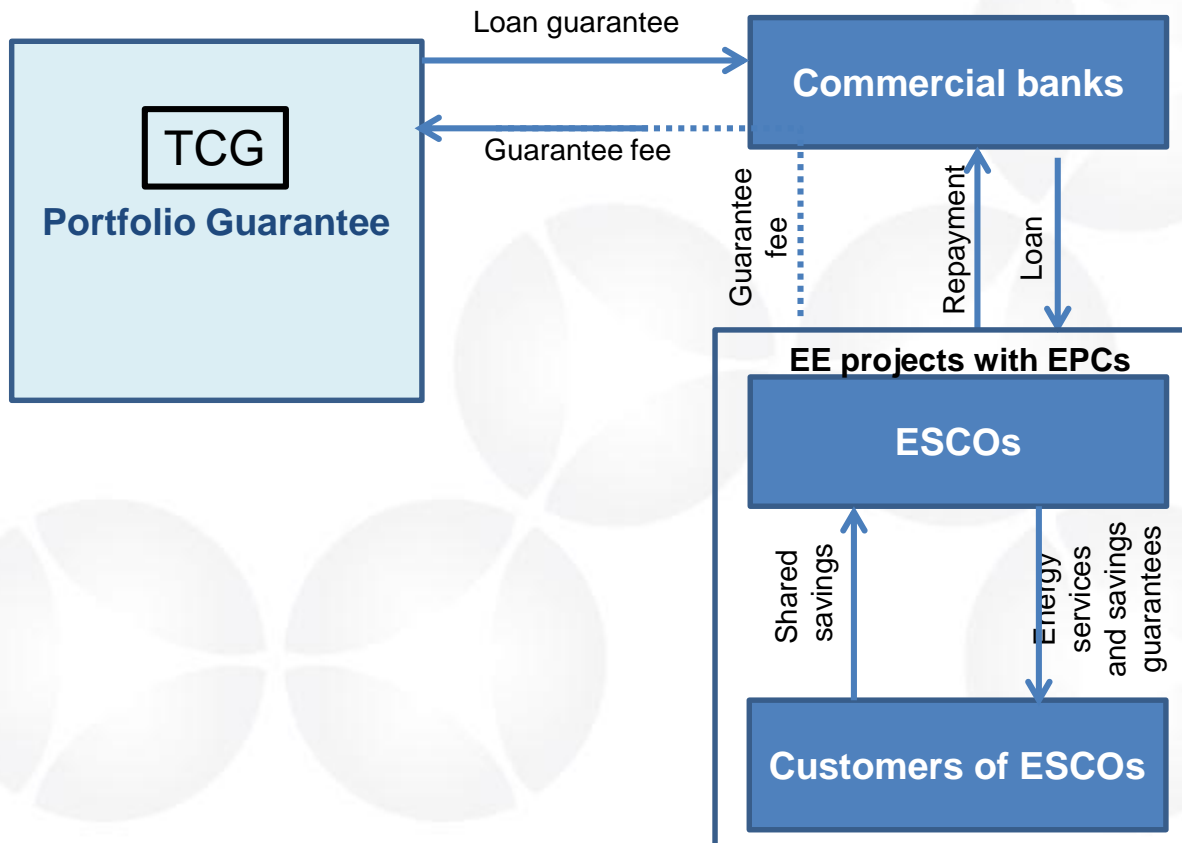 Loan guarantee
Commercial banks
TCG
Guarantee fee
Portfolio Guarantee
Guarantee
fee
Repayment
Loan
EE projects with EPCs
ESCOs
Shared
savings
Energy
services
and savings
guarantees
Customers of ESCOs